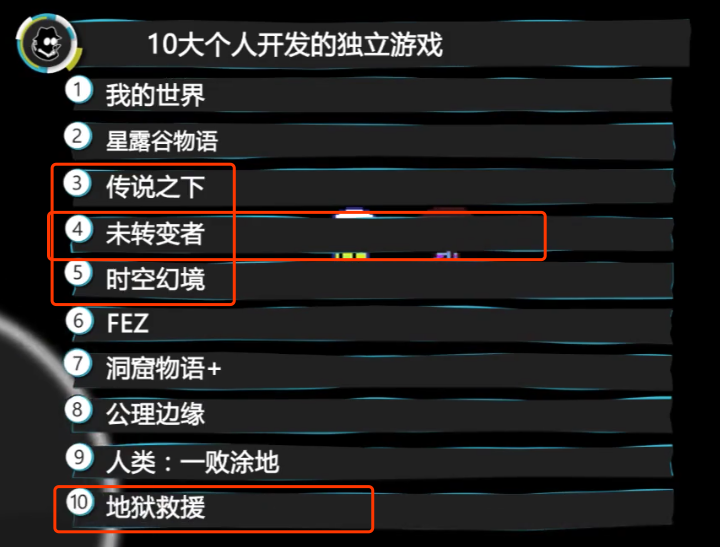 10大个人开发的独立游戏
1 我的世界
2 星露谷物语
3 传说之下
4 未转变者
5 时空幻境
6 FEZ
7 洞窟物语+
8 公理边缘
9 人类：一败涂地
10 地狱救援